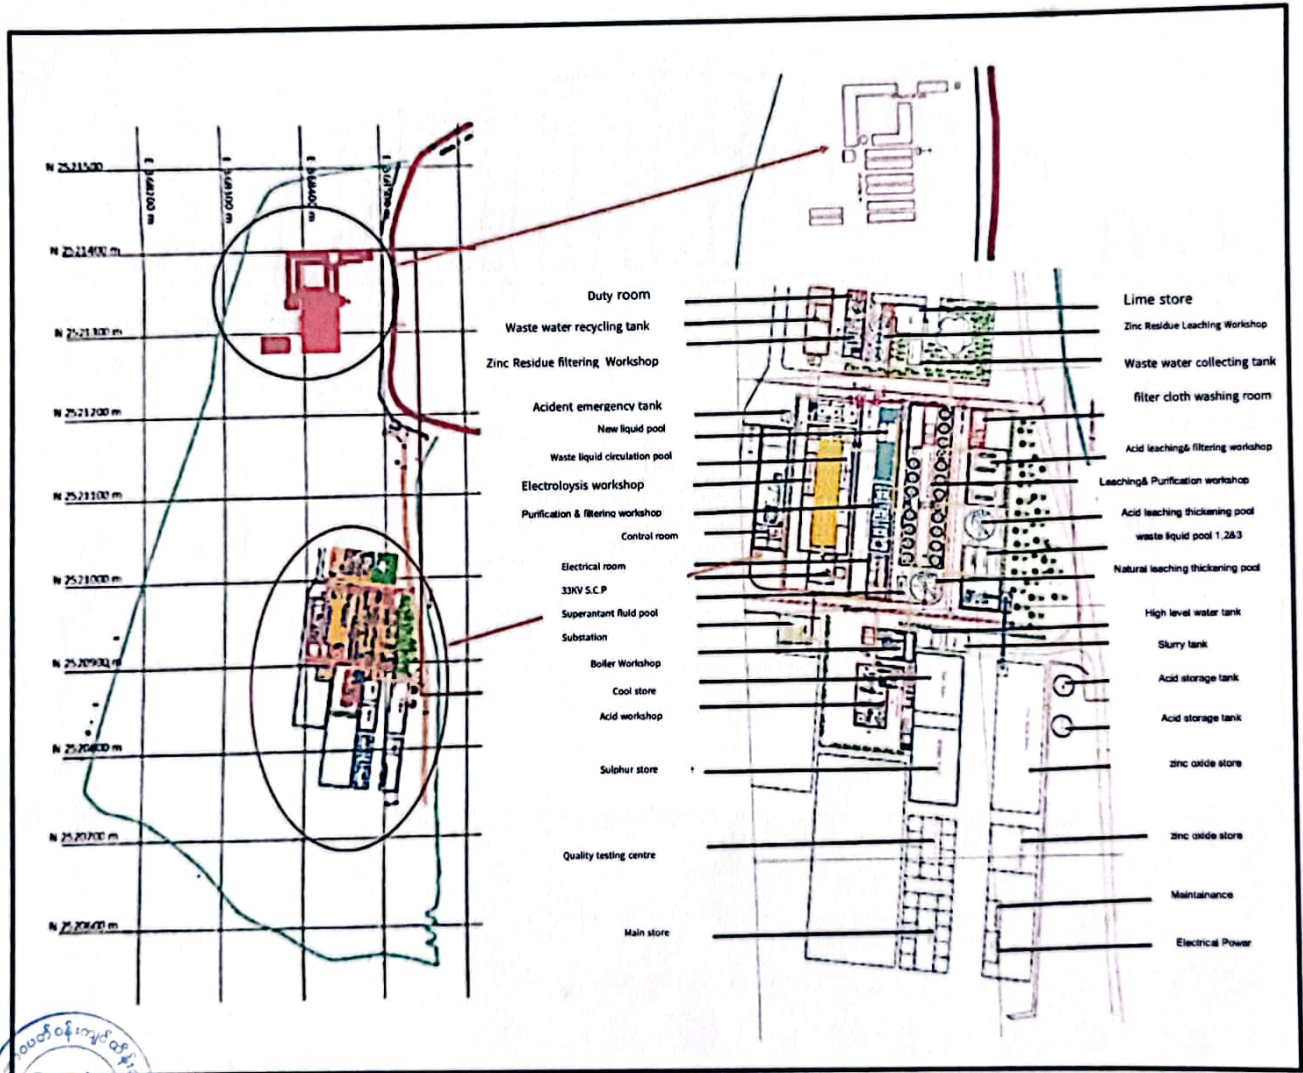 N 2521500
N 2521400 m
N 2521300 m
N 2521200 m
N 2521100 m
N 2521000 m
N 2520900 m
N 2520800 m
N 2520700 m
N 2520600 m
Duty room
Waste water recycling tank
Zinc Residue filtering Workshop
Acident emergency tank
New liquid pool
Waste liquid circulation pool
Electroloysis workshop
Purification & filtering workshop
Contral room
Electrical room
33KV S.C.P
Superantant fluid pool
Substation
Boiler Workshop
Cool store
Acid workshop
Sulphur store
Quality testing centre
Main store
Lime store
Zinc Residue Leaching Workshop
Waste water collecting tank
filter cloth washing room
Acid leaching& filtering workshop
Leaching& Purification workshop
Acid leaching thickening pool
waste liquid pool 1,2&3
Natural leaching thickening pool
High level water tank
Slurry tank
Acid storage tank
Acid storage tank
zinc oxide store
zinc oxide store
Maintainance
Electrical Power